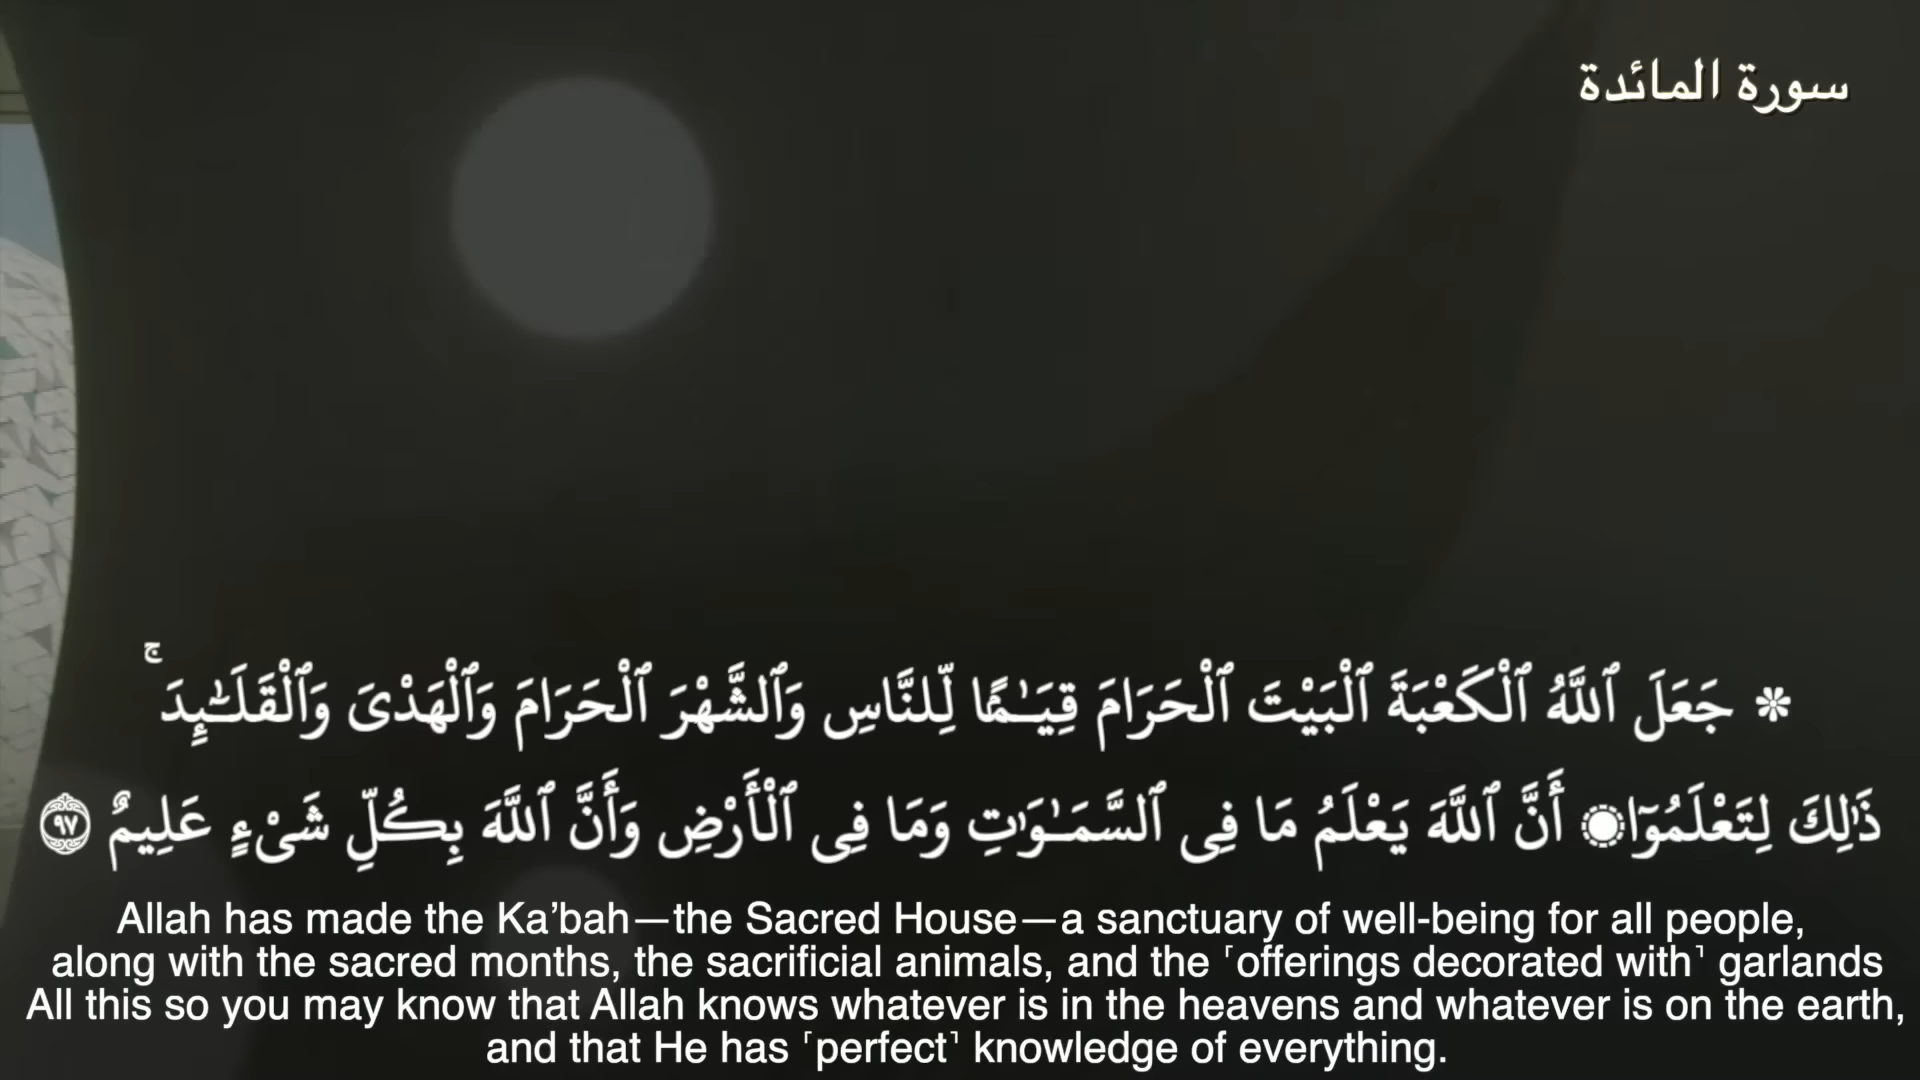 سورة المائدة
۞ جَعَلَ ٱللَّهُ ٱلْكَعْبَةَ ٱلْبَيْتَ ٱلْحَرَامَ قِيَـٰمًۭا لِّلنَّاسِ وَٱلشَّهْرَ ٱلْحَرَامَ وَٱلْهَدْىَ وَٱلْقَلَـٰٓئِدَ ۚ
ذَٰلِكَ لِتَعْلَمُوٓا۟ أَنَّ ٱللَّهَ يَعْلَمُ مَا فِى ٱلسَّمَـٰوَٰتِ وَمَا فِى ٱلْأَرْضِ وَأَنَّ ٱللَّهَ بِكُلِّ شَىْءٍ عَلِيمٌ ٩٧
Allah has made the Ka’bah—the Sacred House—a sanctuary of well-being for all people,
along with the sacred months, the sacrificial animals, and the ˹offerings decorated with˺ garlands
All this so you may know that Allah knows whatever is in the heavens and whatever is on the earth,
and that He has ˹perfect˺ knowledge of everything.